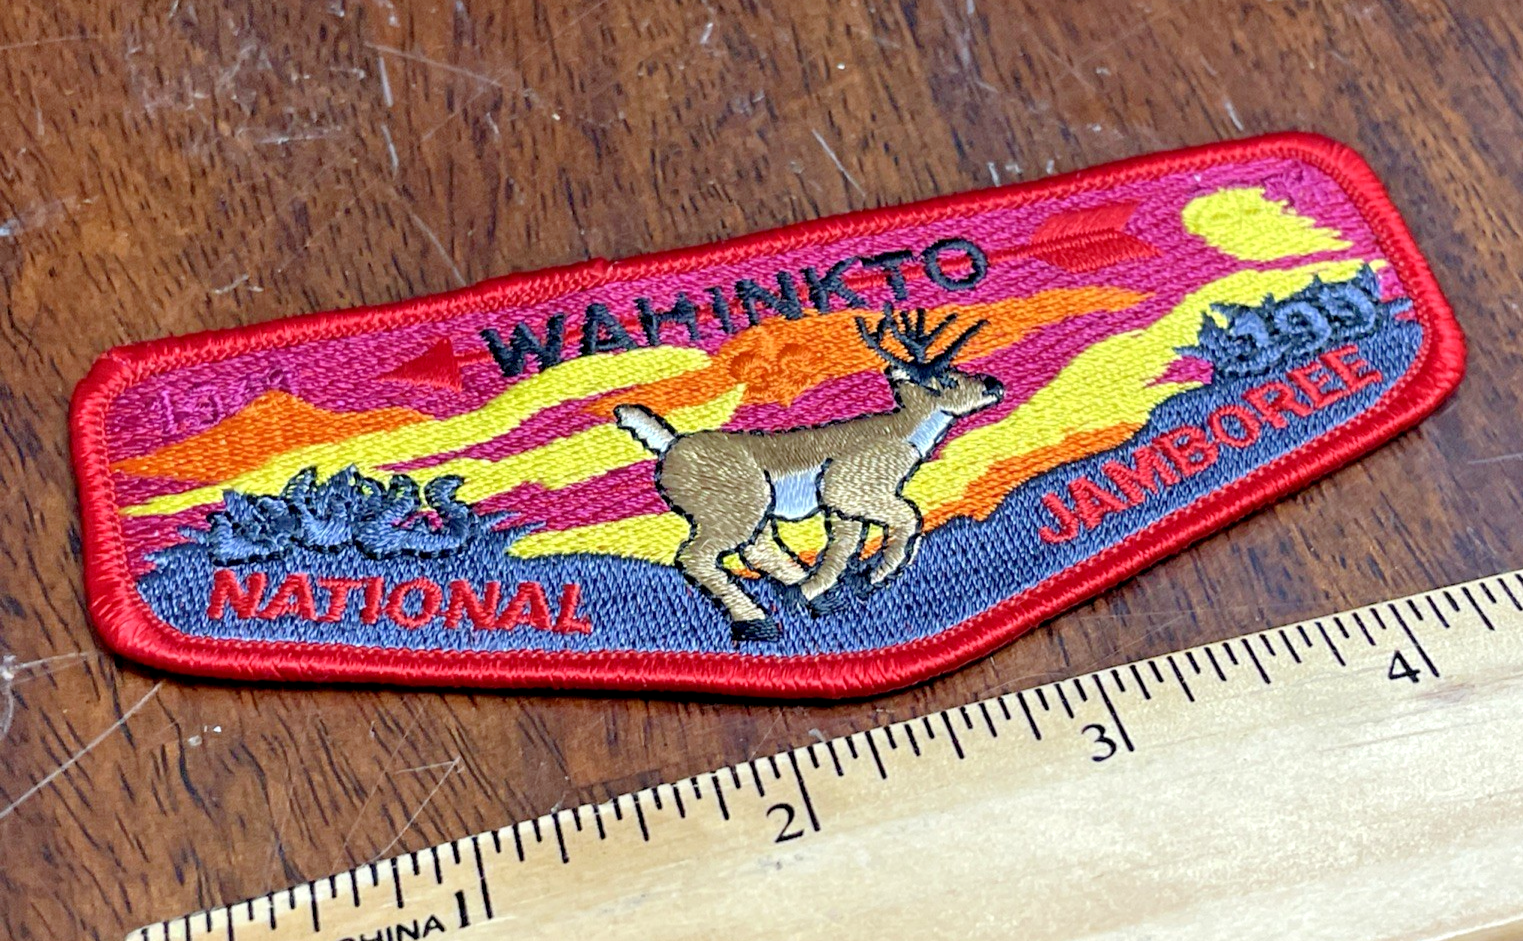 WAHINKTO
NATIONAL
JAMBOREE
4
3
2
CHINA 1